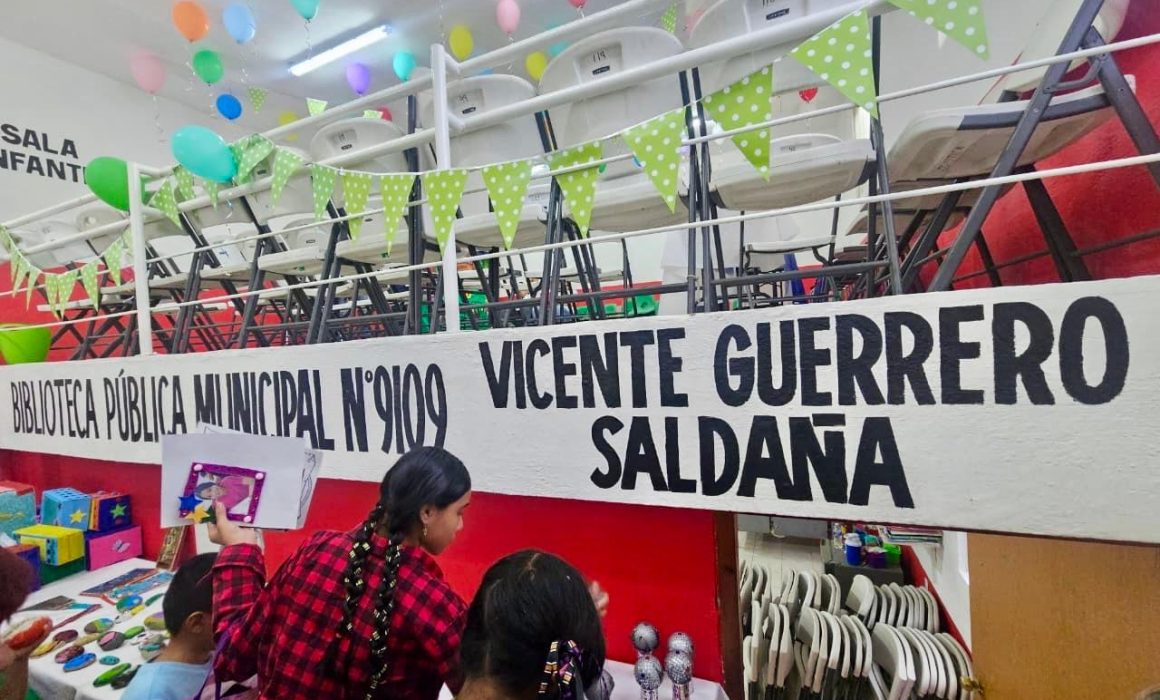 SALA
INFANTIL
BIBLIOTECA PÚBLICA MUNICIPAL N°9109
VICENTE GUERRERO
SALDAÑA